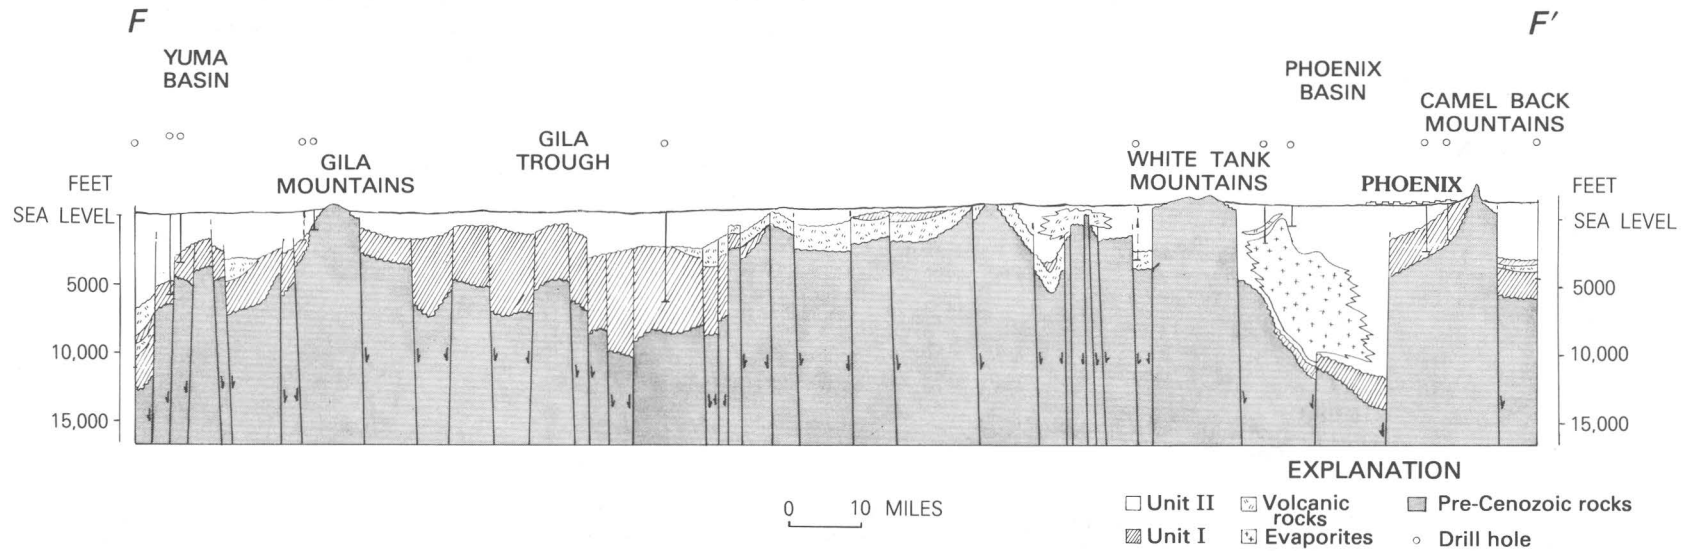 F
F′
YUMA
BASIN
PHOENIX
BASIN
CAMEL BACK
MOUNTAINS
GILA
TROUGH
GILA
MOUNTAINS
WHITE TANK
MOUNTAINS
PHOENIX
FEET
SEA LEVEL
5000
10,000
15,000
FEET
SEA LEVEL
5000
10,000
15,000
0 10 MILES
EXPLANATION
Unit II
Volcanic
rocks
Pre-Cenozoic rocks
Unit I
Evaporites
Drill hole